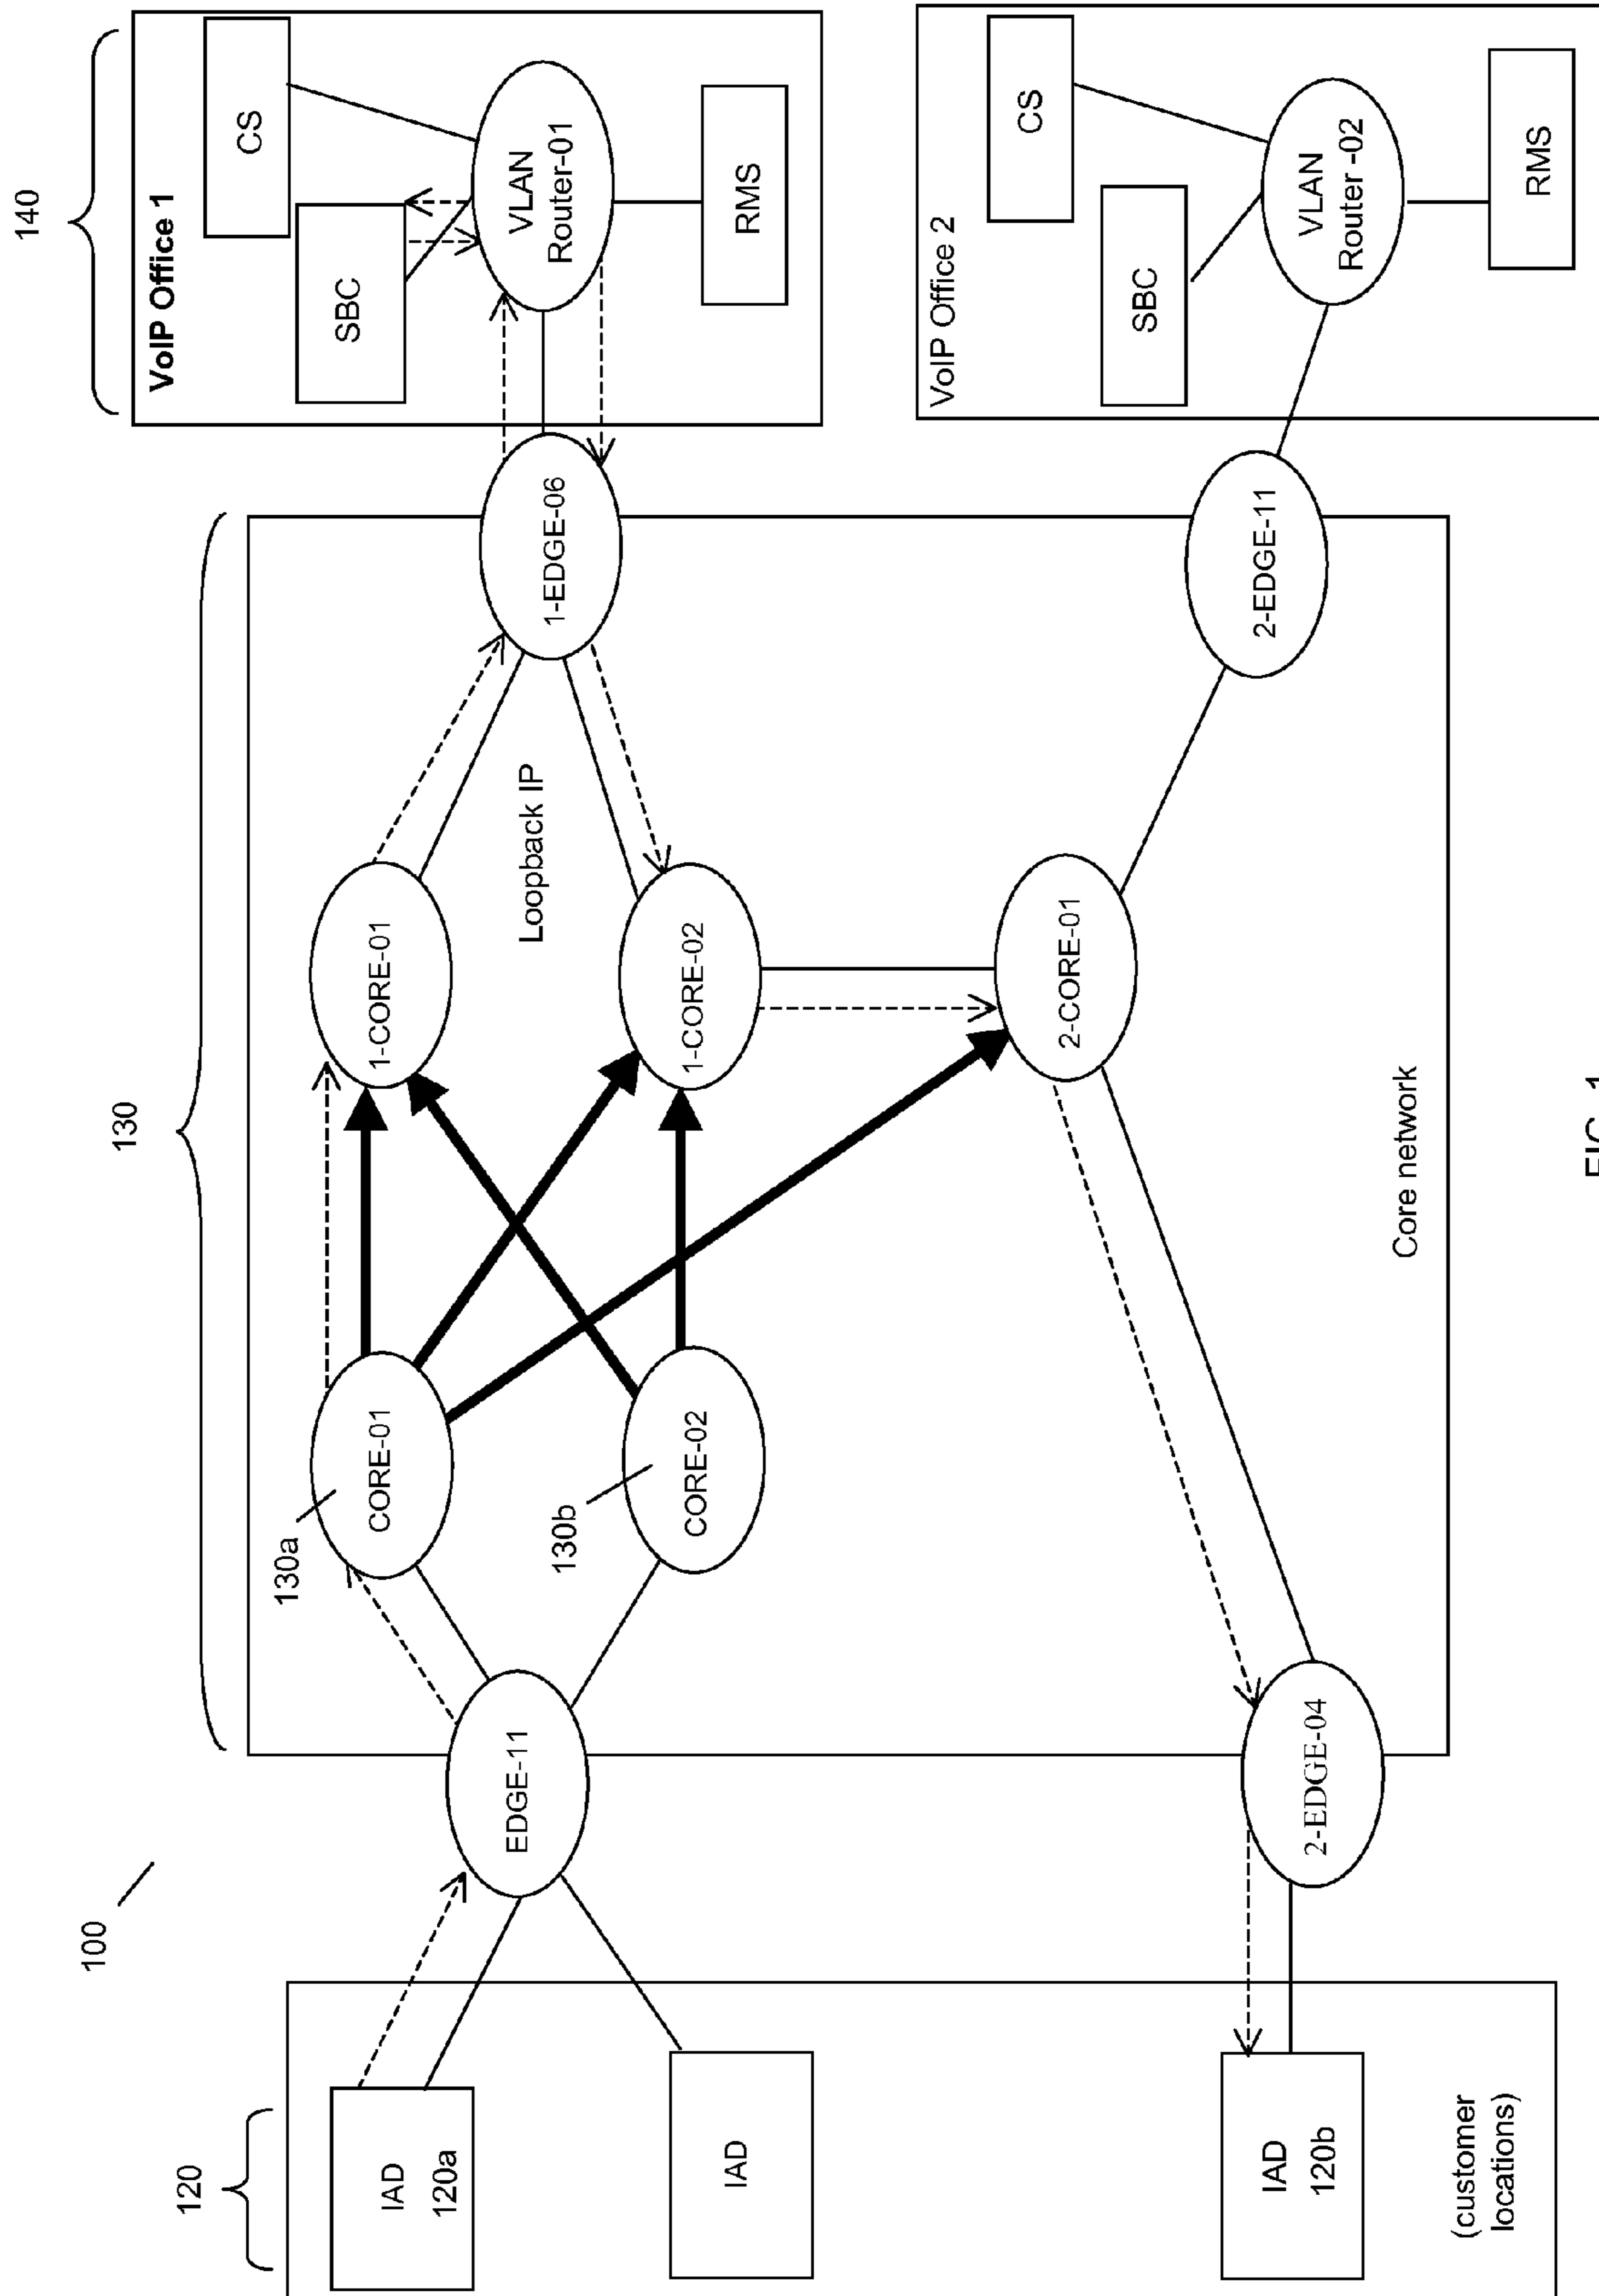 100
120
130
140
IAD
120a
IAD
IAD
120b
(customer
locations)
EDGE-11
2-EDGE-04
130a
CORE-01
130b
CORE-02
1-CORE-01
1-CORE-02
2-CORE-01
Loopback IP
Core network
1-EDGE-06
2-EDGE-11
VoIP Office 1
SBC
CS
VLAN
Router-01
RMS
VoIP Office 2
SBC
CS
VLAN
Router -02
RMS
FIG. 1